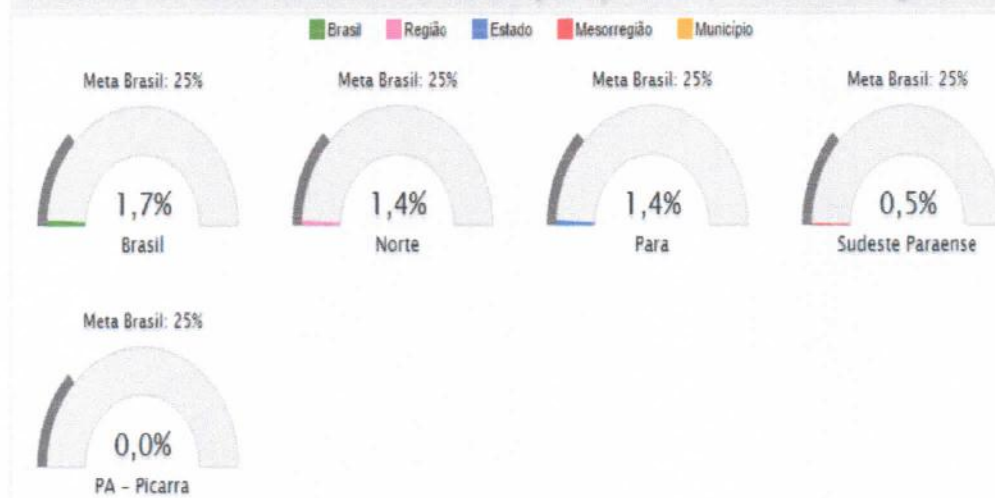 Brasil Região Estado Mesorregião Município
Meta Brasil: 25% Meta Brasil: 25% Meta Brasil: 25% Meta Brasil: 25%
1,7% 1,4% 1,4% 0,5%
Brasil Norte Para Sudeste Paraense
Meta Brasil: 25%
0,0%
PA - Picarra